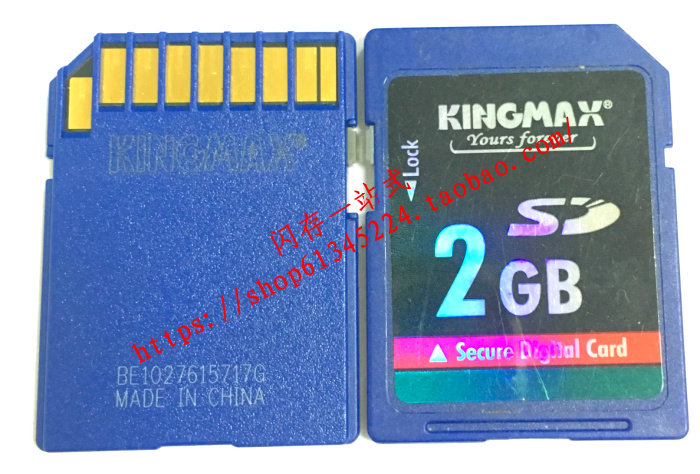 KINGMAX
BE1027615717G
MADE IN CHINA
KINGMAX®
Yours forever
Lock
SD
2GB
Secure Digital Card
闪存一站式
https://shop61345224.taobao.com/